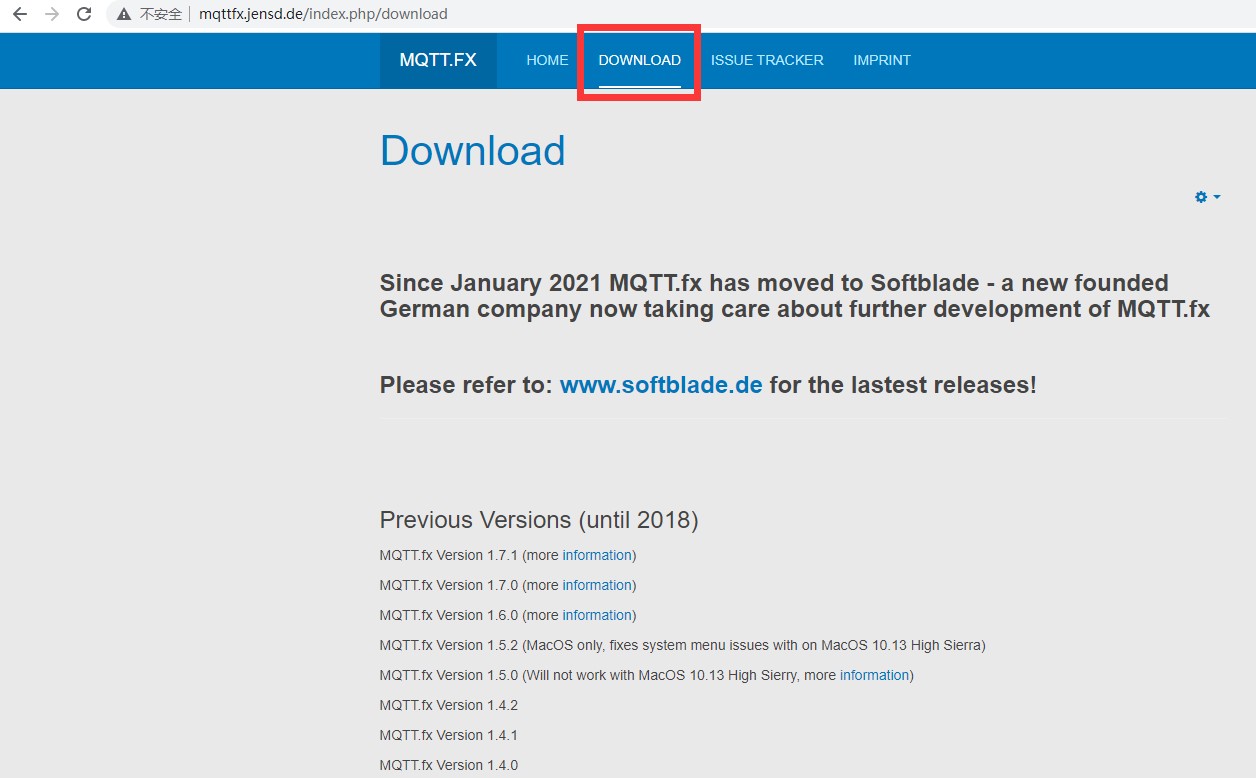 不安全 mqttfx.jensd.de/index.php/download
MQTT.FX HOME DOWNLOAD ISSUE TRACKER IMPRINT
Download
Since January 2021 MQTT.fx has moved to Softblade - a new founded
German company now taking care about further development of MQTT.fx
Please refer to: www.softblade.de for the lastest releases!
Previous Versions (until 2018)
MQTT.fx Version 1.7.1 (more information)
MQTT.fx Version 1.7.0 (more information)
MQTT.fx Version 1.6.0 (more information)
MQTT.fx Version 1.5.2 (MacOS only, fixes system menu issues with on MacOS 10.13 High Sierra)
MQTT.fx Version 1.5.0 (Will not work with MacOS 10.13 High Sierry, more information)
MQTT.fx Version 1.4.2
MQTT.fx Version 1.4.1
MQTT.fx Version 1.4.0